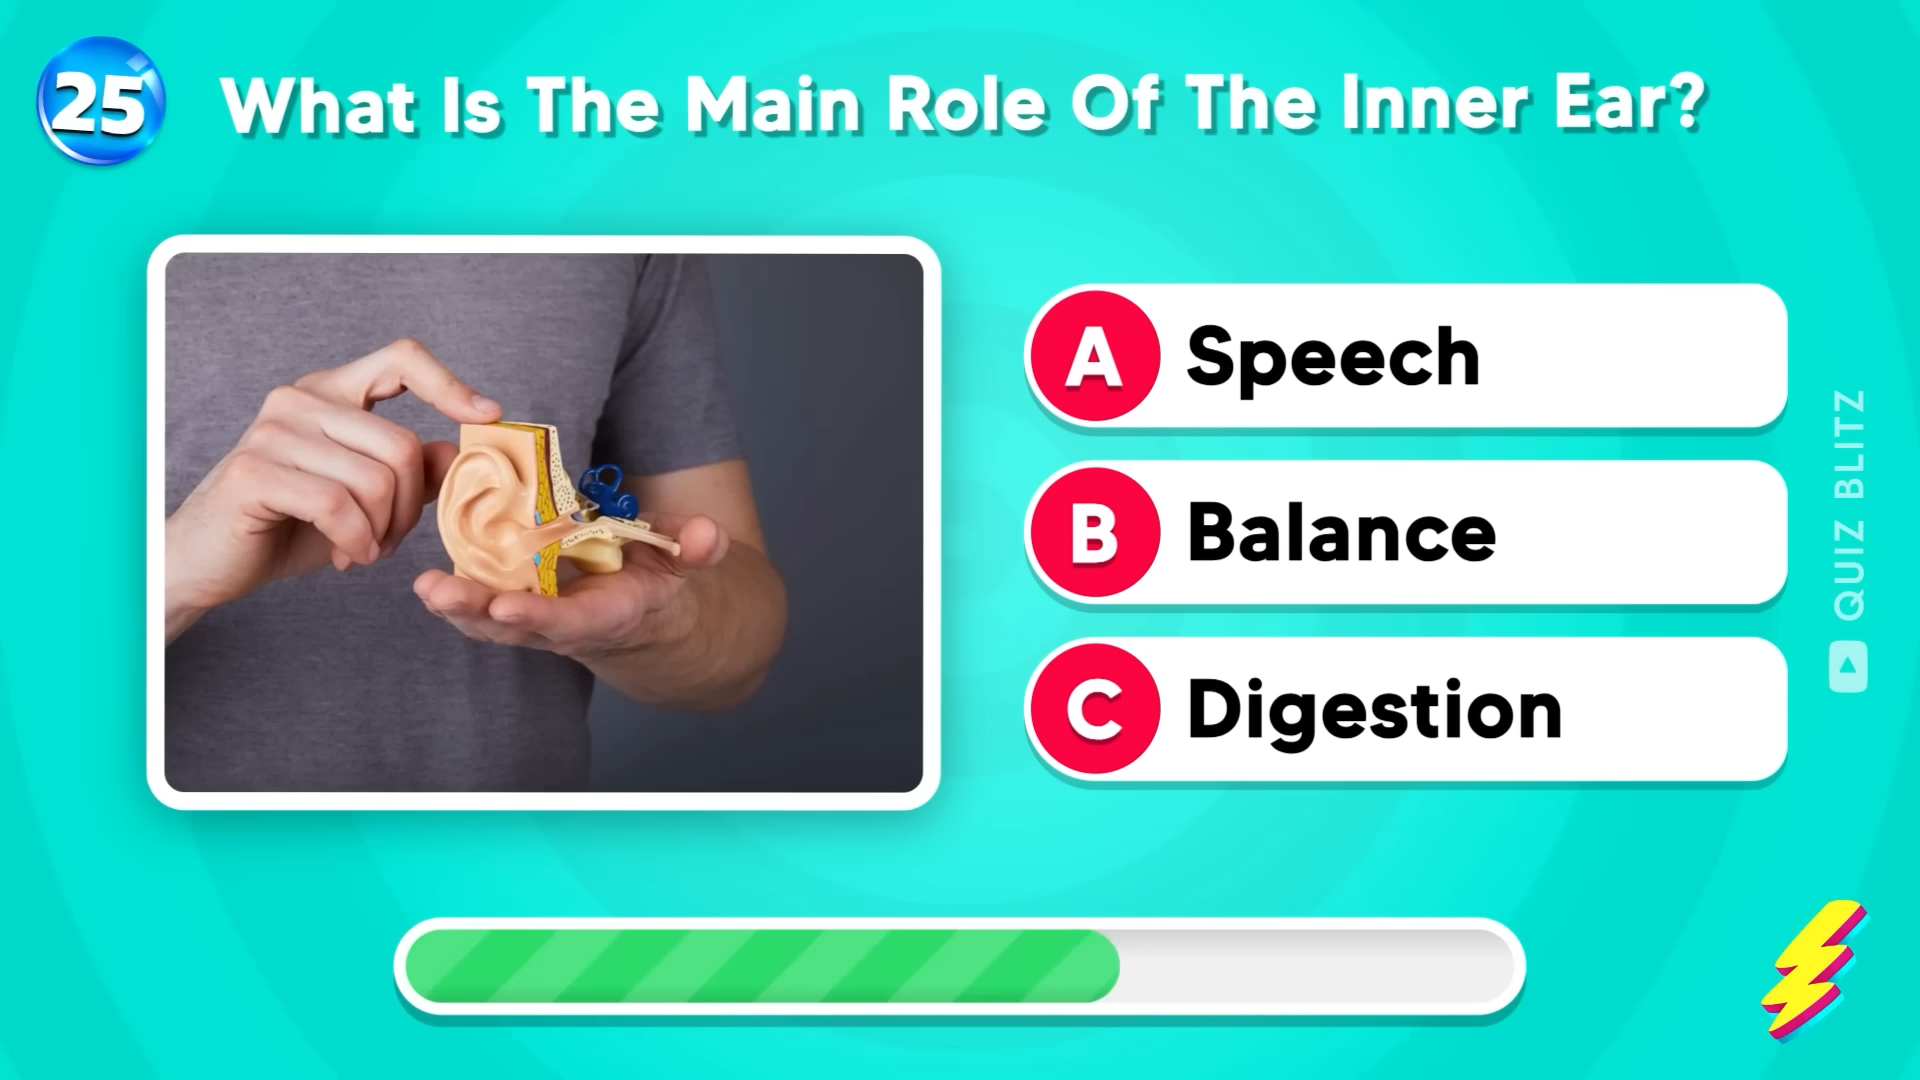 25
What Is The Main Role Of The Inner Ear?
A Speech
B Balance
C Digestion
QUIZ BLITZ